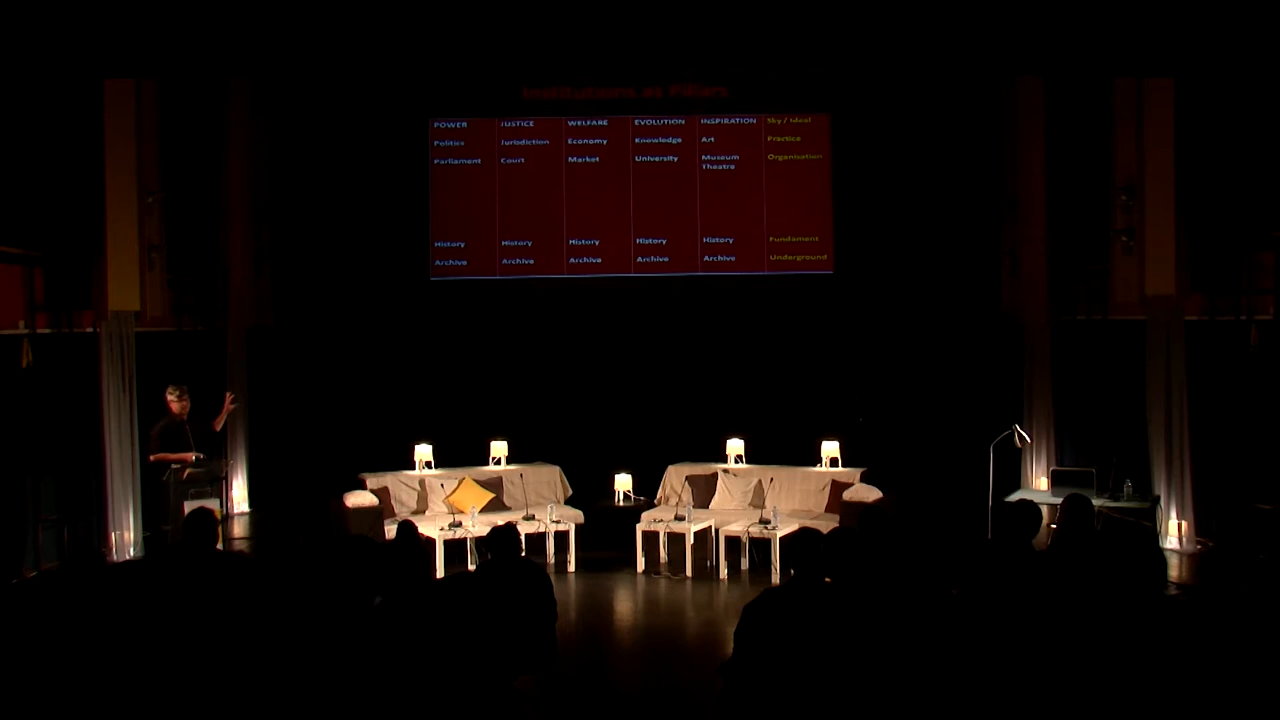 Institutions as Pillars
POWER JUSTICE WELFARE EVOLUTION INSPIRATION Sky / Ideal
Politics Jurisdiction Economy Knowledge Art Practice
Parliament Court Market University Museum Organisation
Theatre
History History History History History Fundament
Archive Archive Archive Archive Archive Underground